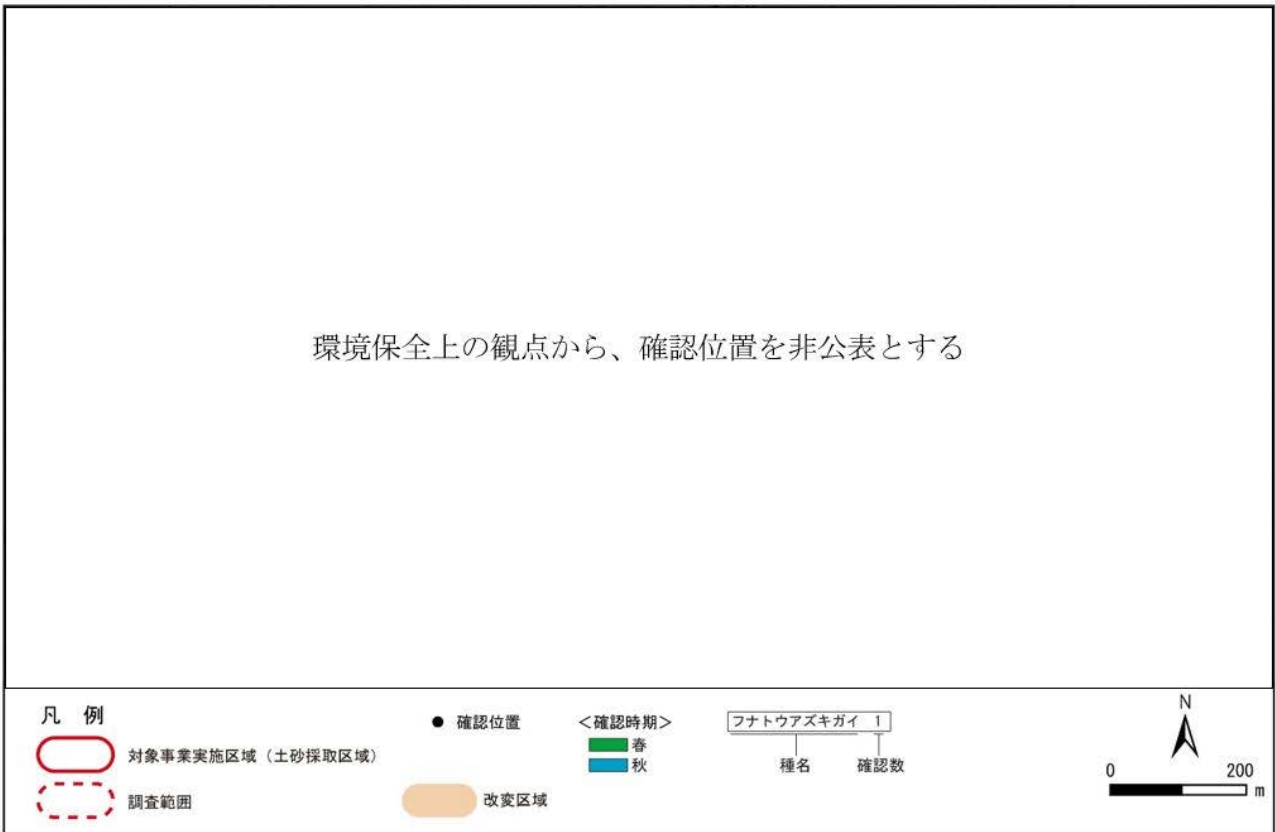 環境保全上の観点から、確認位置を非公表とする
凡 例
対象事業実施区域（土砂採取区域）
調査範囲
● 確認位置
改変区域
＜確認時期＞
春
秋
フナトウアズキガイ 1
種名 確認数
N
0 200
m